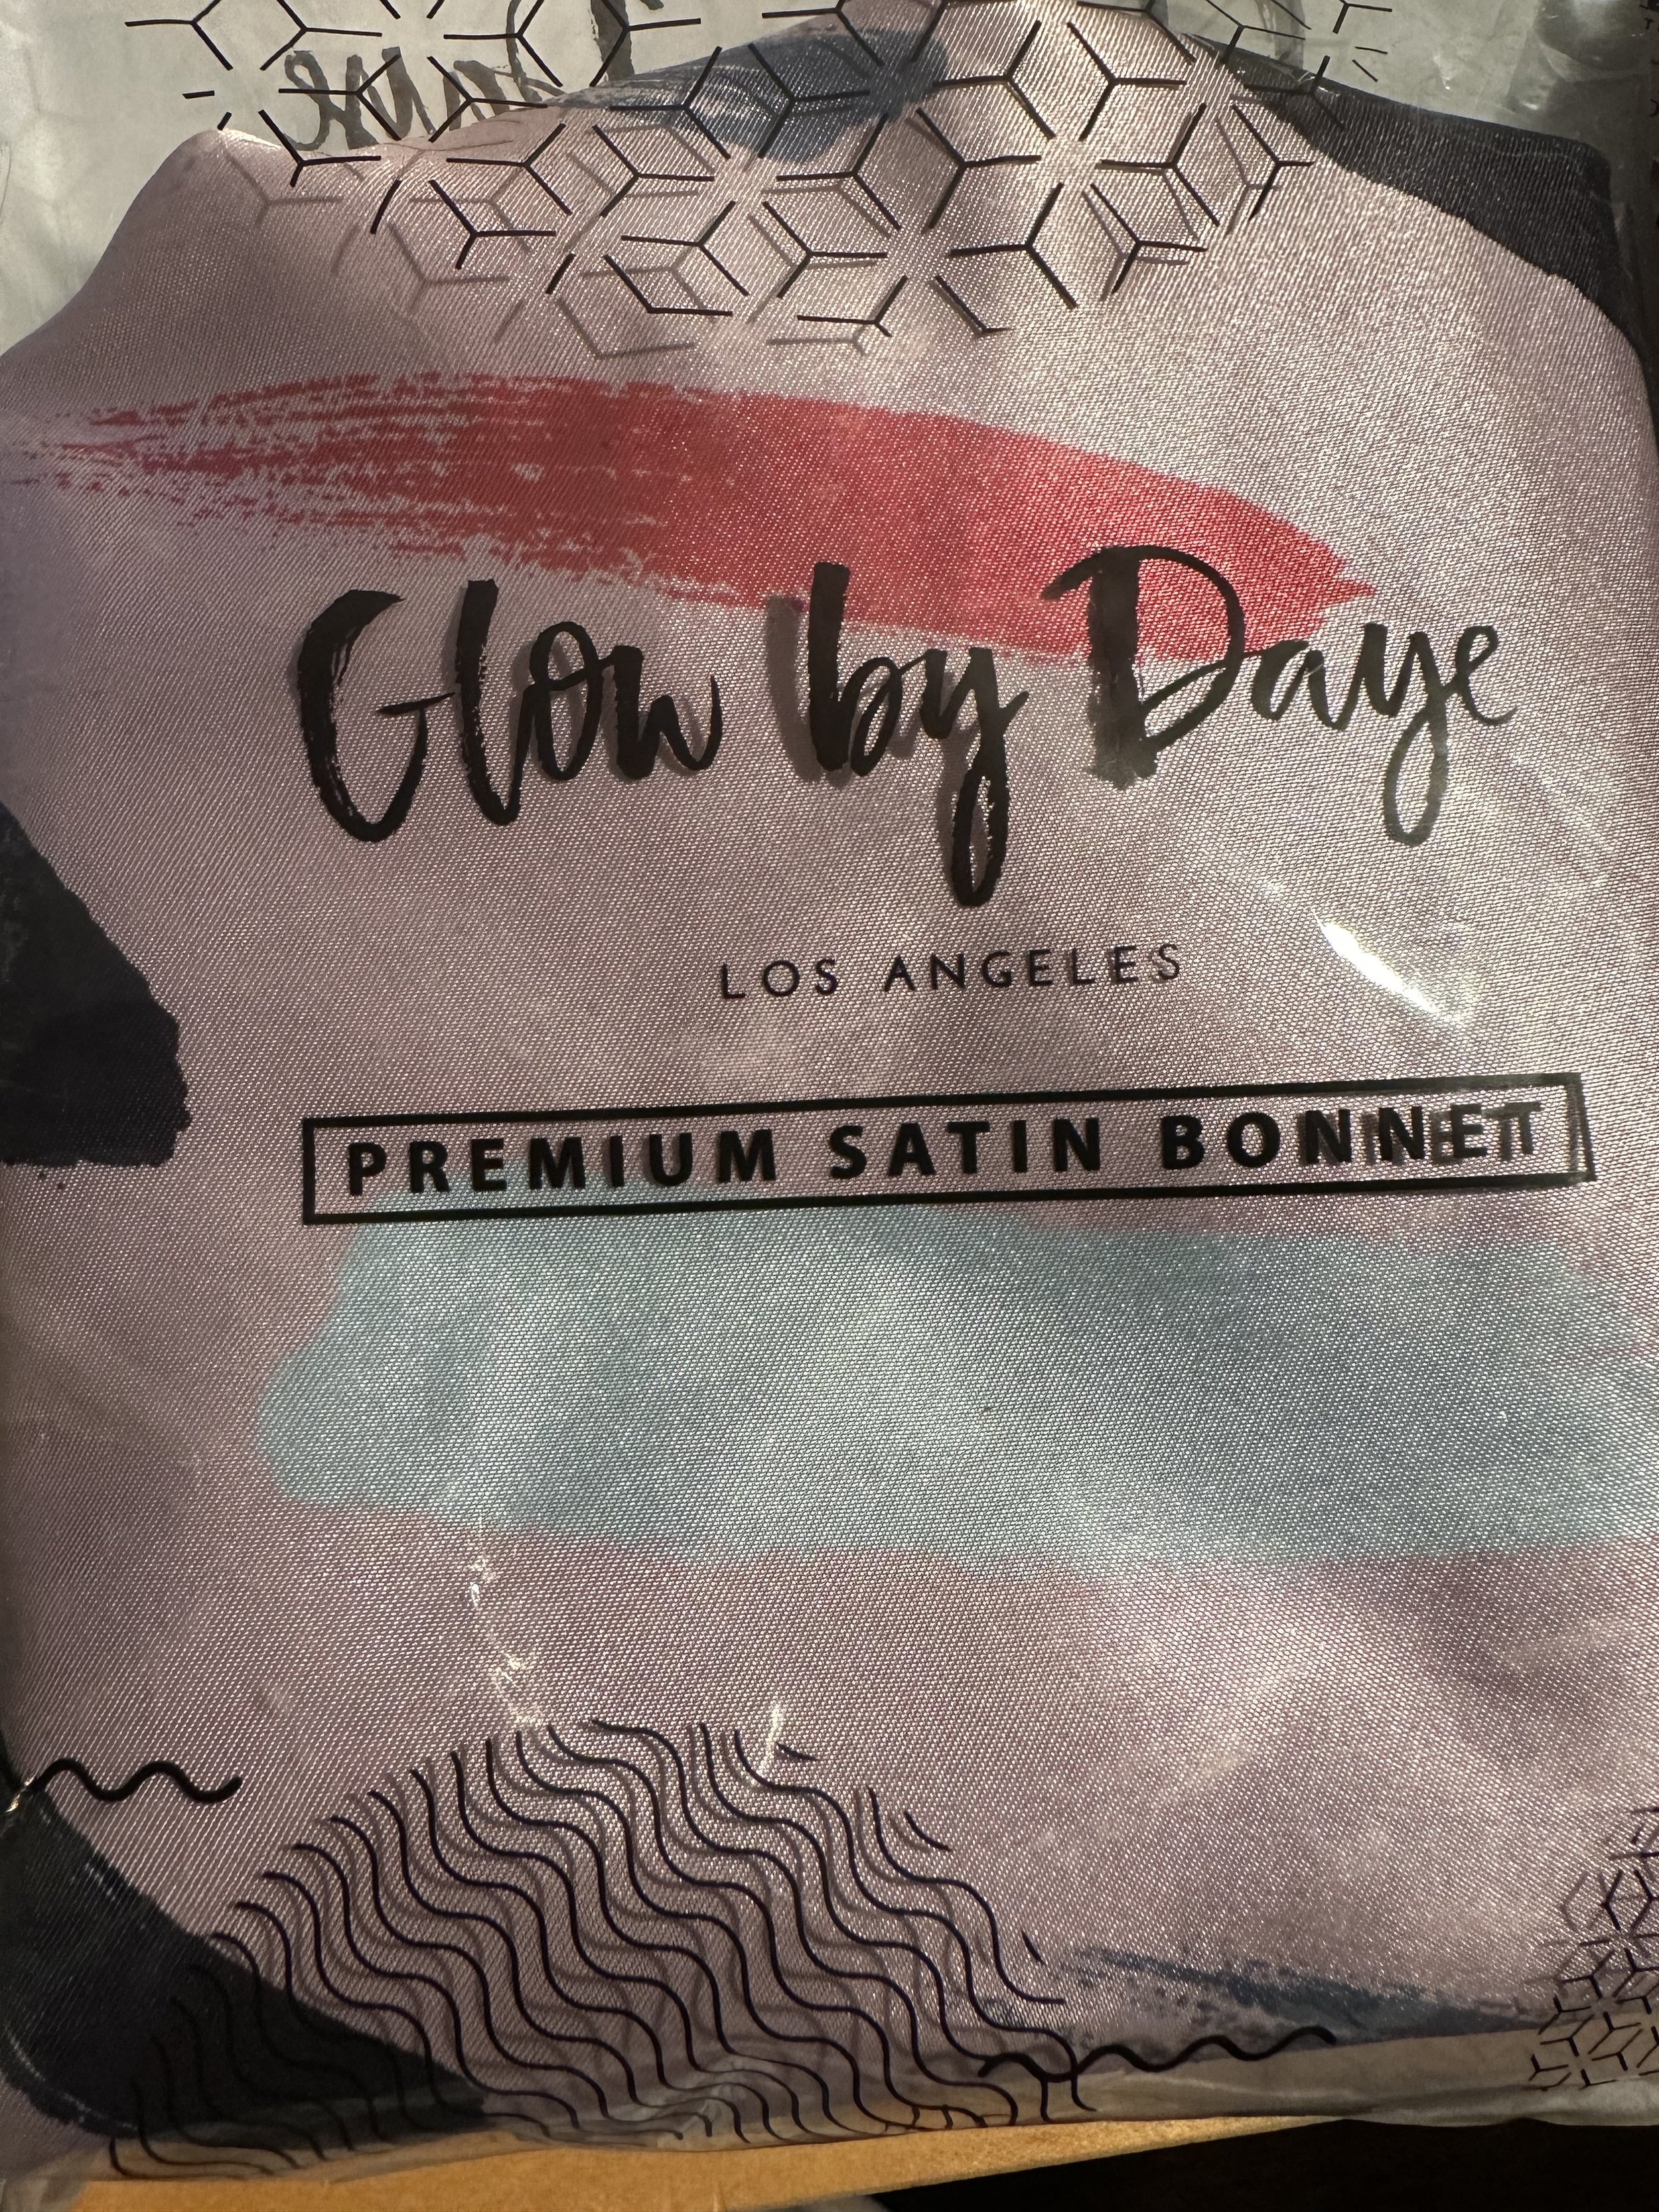 Glow by Daye
LOS ANGELES
PREMIUM SATIN BONNET